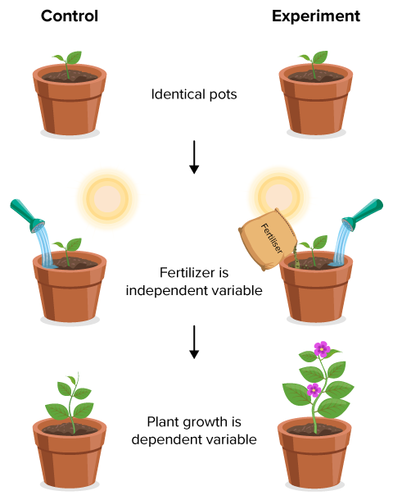 Control
Experiment
Identical pots
Fertiliser
Fertilizer is
independent variable
Plant growth is
dependent variable